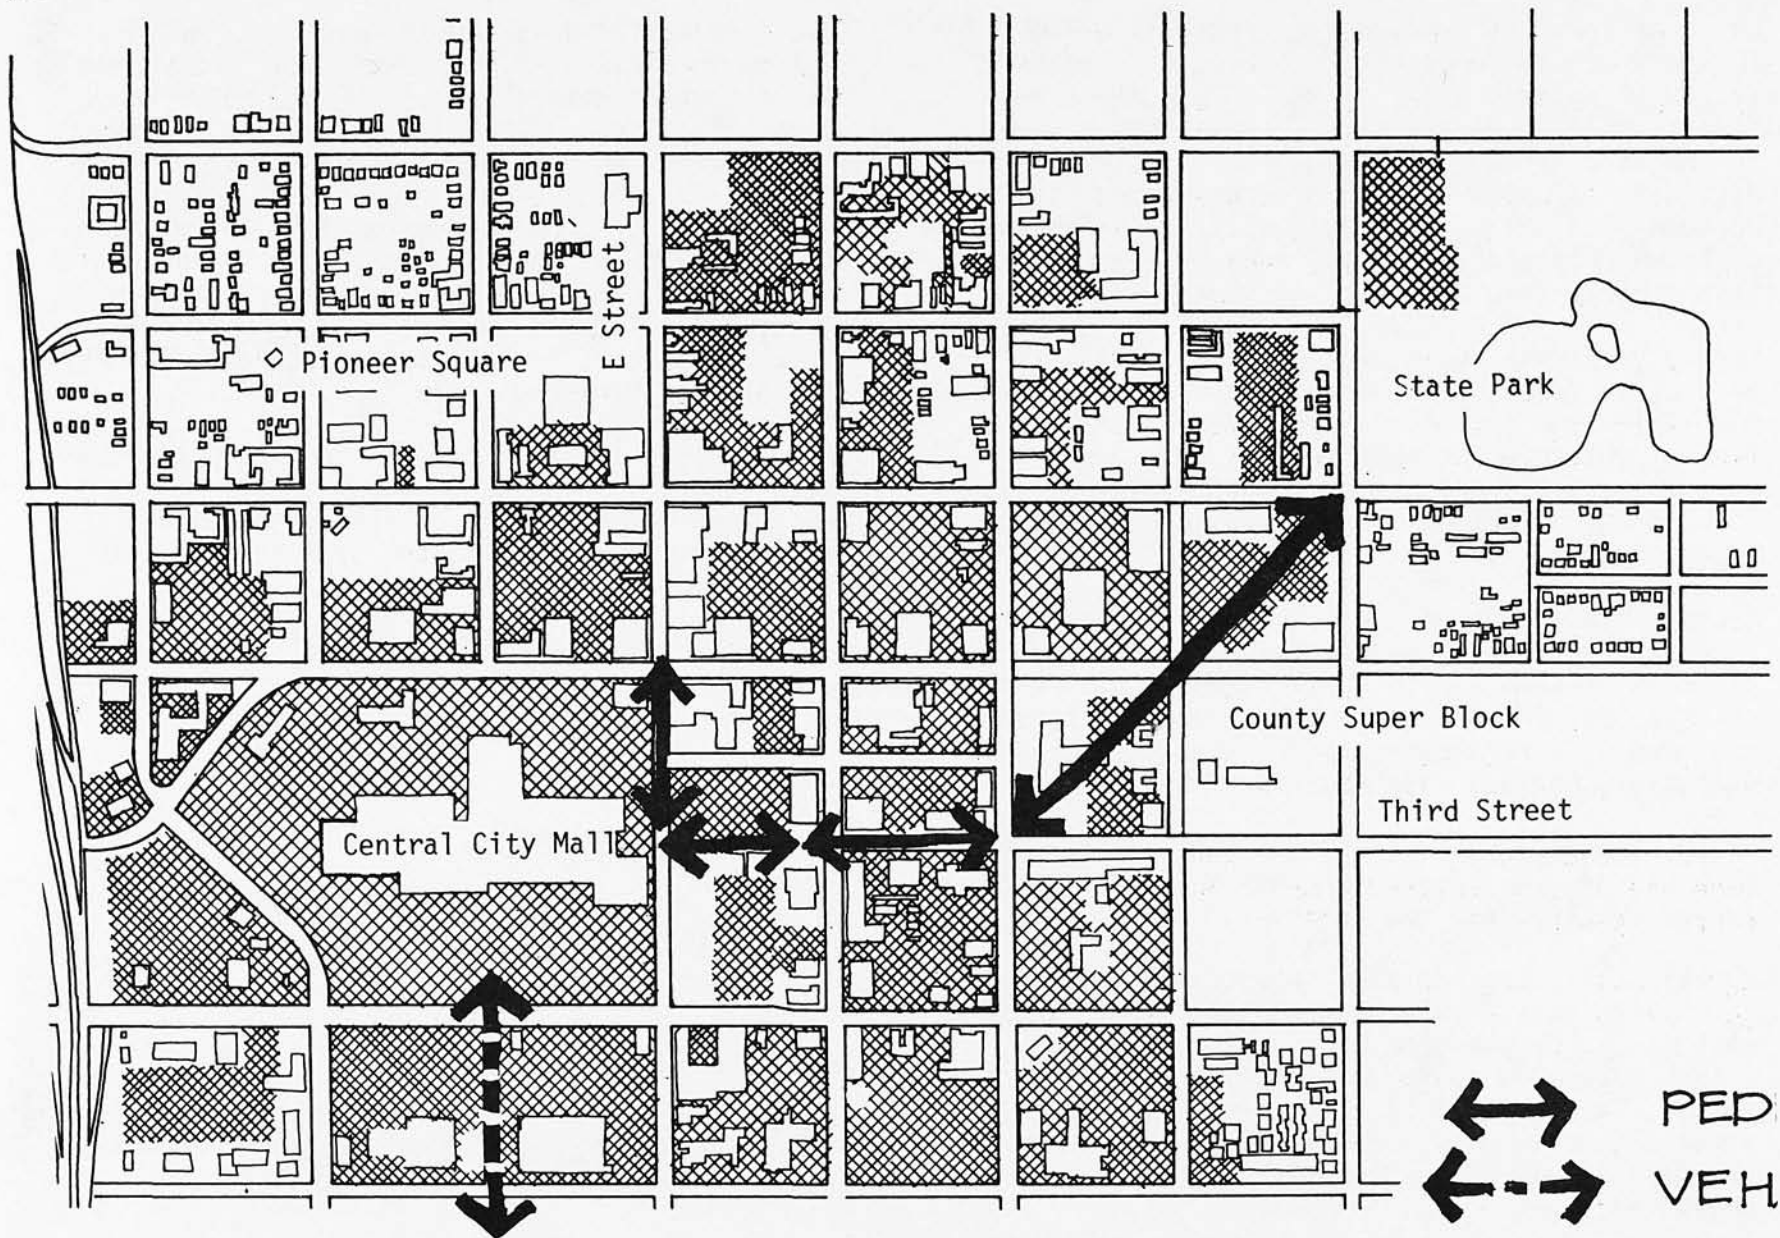 E Street
Pioneer Square
State Park
County Super Block
Third Street
Central City Mall
PED
VEH